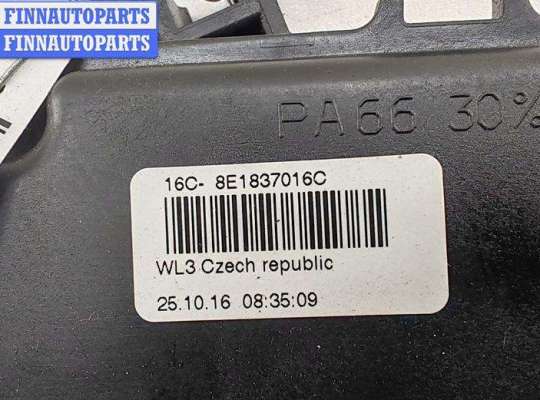 FINNAUTOPARTS
FINNAUTOPARTS
PA66 30%
16C- 8E1837016C
WL3 Czech republic
25.10.16 08:35:09